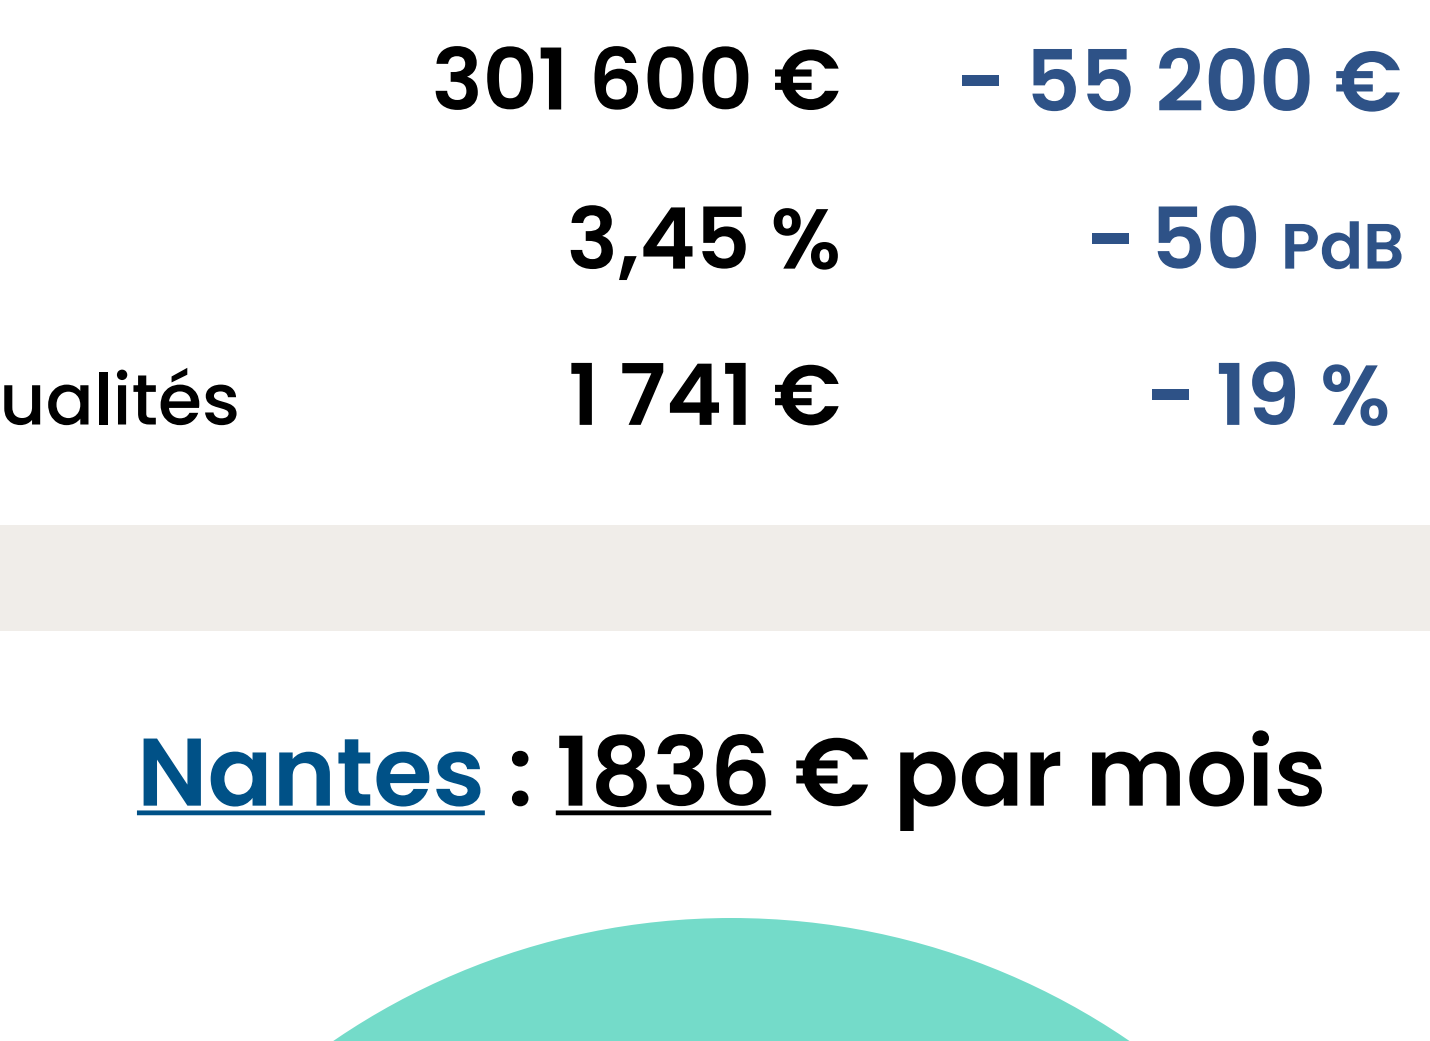 301 600 € - 55 200 €
3,45 % - 50 PdB
ualités 1 741 € - 19 %
Nantes : 1836 € par mois